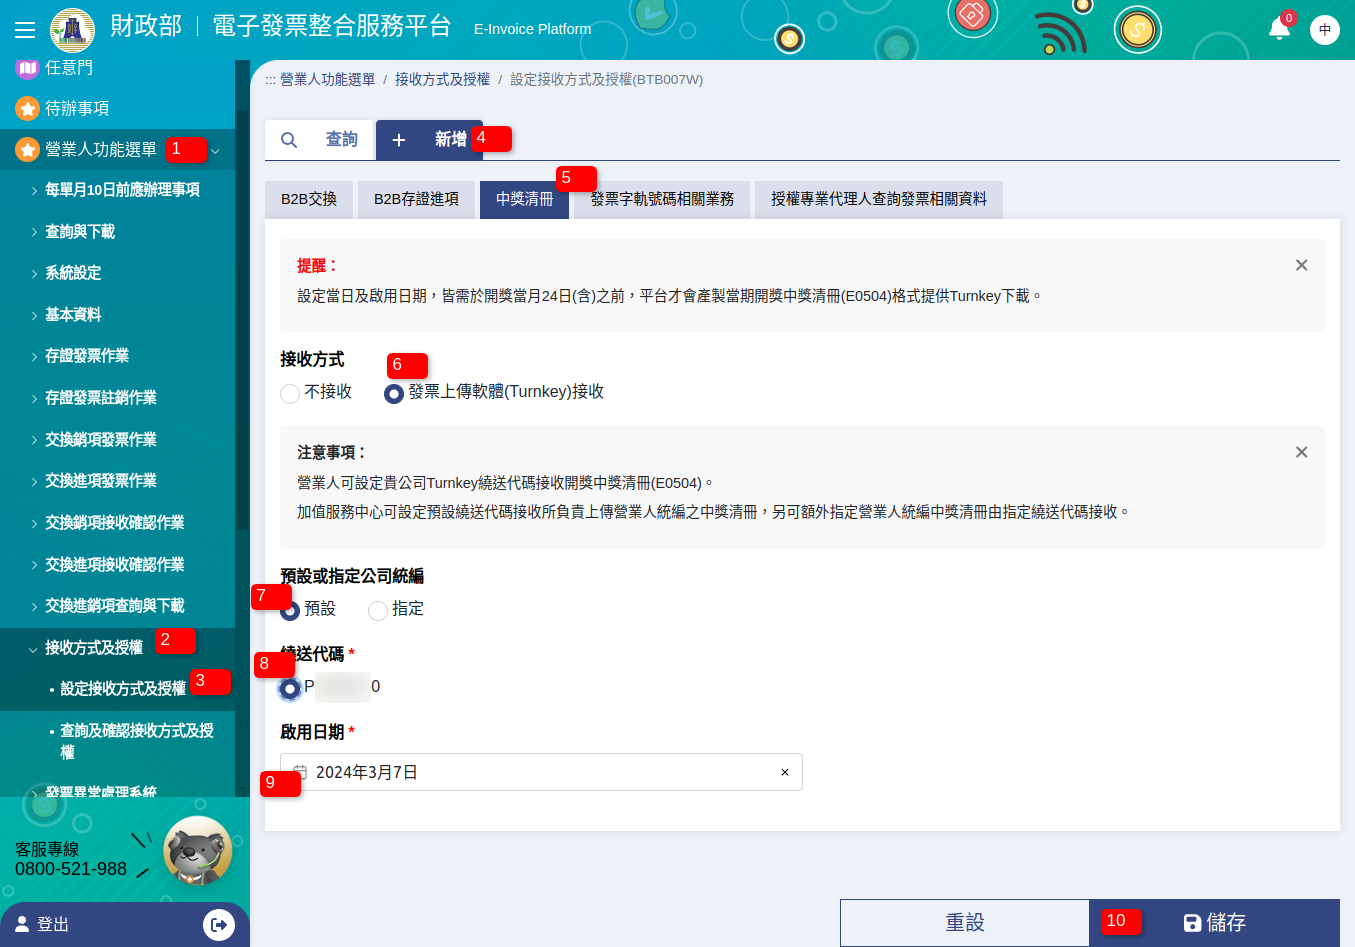 財政部 | 電子發票整合服務平台 E-Invoice Platform
0 中
任意門
待辦事項
營業人功能選單 1
每單月10日前應辦理事項
查詢與下載
系統設定
基本資料
存證發票作業
存證發票註銷作業
交換銷項發票作業
交換進項發票作業
交換銷項接收確認作業
交換進項接收確認作業
交換進銷項查詢與下載
接收方式及授權 2
• 設定接收方式及授權 3
• 查詢及確認接收方式及授
權
發票異常處理系統
客服專線
0800-521-988
登出
::: 營業人功能選單 / 接收方式及授權 / 設定接收方式及授權(BTB007W)
查詢 + 新增 4
5
B2B交換 B2B存證進項 中獎清冊 發票字軌號碼相關業務 授權專業代理人查詢發票相關資料
提醒：
設定當日及啟用日期，皆需於開獎當月24日(含)之前，平台才會產製當期開獎中獎清冊(E0504)格式提供Turnkey下載。
接收方式
6
不接收 發票上傳軟體(Turnkey)接收
注意事項：
營業人可設定貴公司Turnkey繞送代碼接收開獎中獎清冊(E0504)。
加值服務中心可設定預設繞送代碼接收所負責上傳營業人統編之中獎清冊，另可額外指定營業人統編中獎清冊由指定繞送代碼接收。
預設或指定公司統編
7
預設 指定
繞送代碼 *
8
P 0
啟用日期 *
2024年3月7日 ×
9
重設 10 儲存